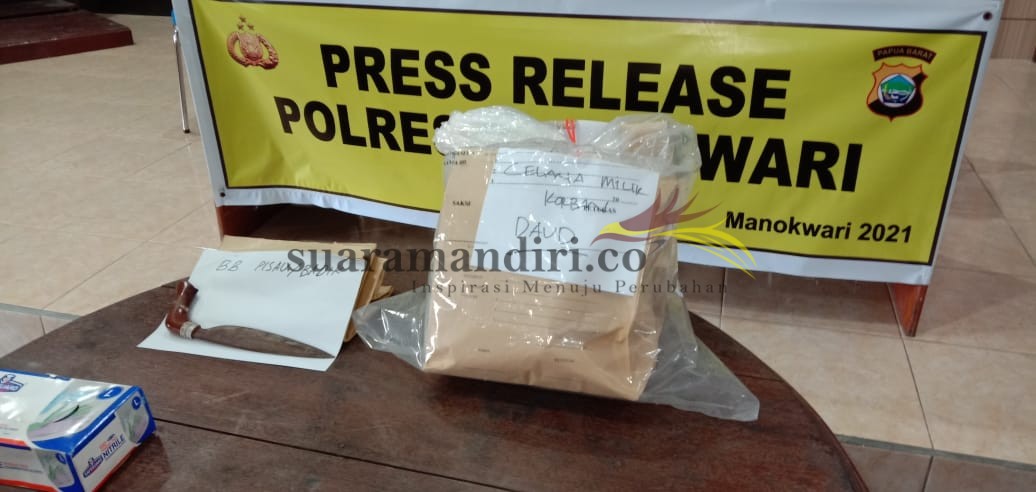 PAPUA BARAT
PRESS RELEASE
POLRES WARI
Manokwari 2021
CELANA MILIK
KORBAN
DAUD
SAKSI
BB PISAU
suaramandiri.co
Inspirasi Menuju Perubahan
NITRILE
L